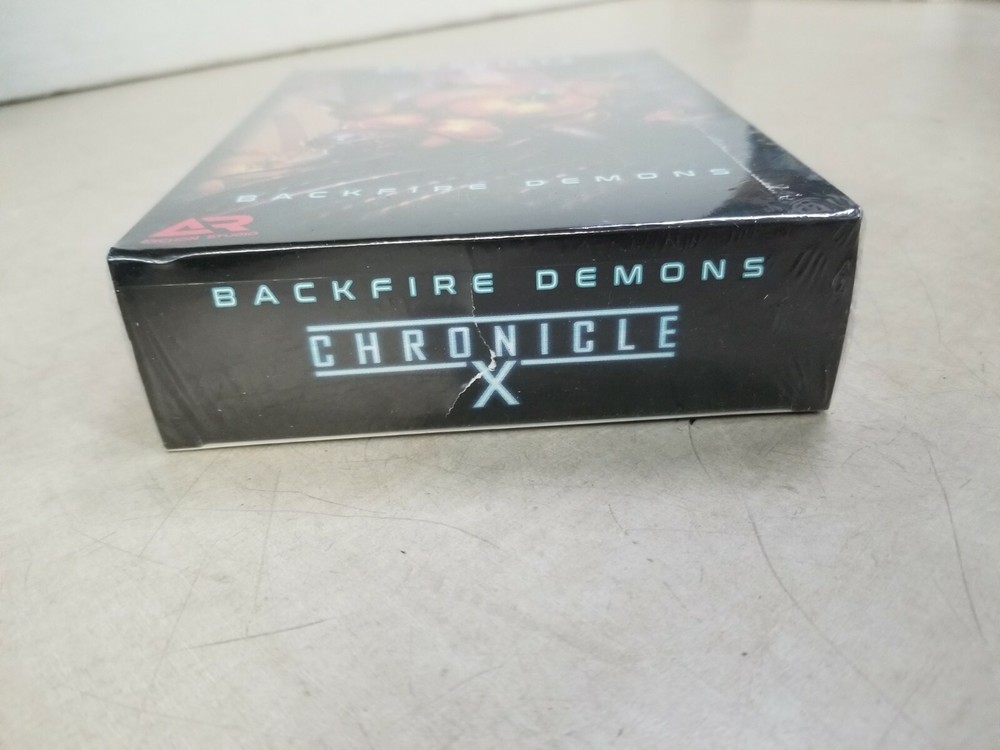 BACKFIRE DEMONS
AR
BACKFIRE DEMONS
CHRONICLE
X